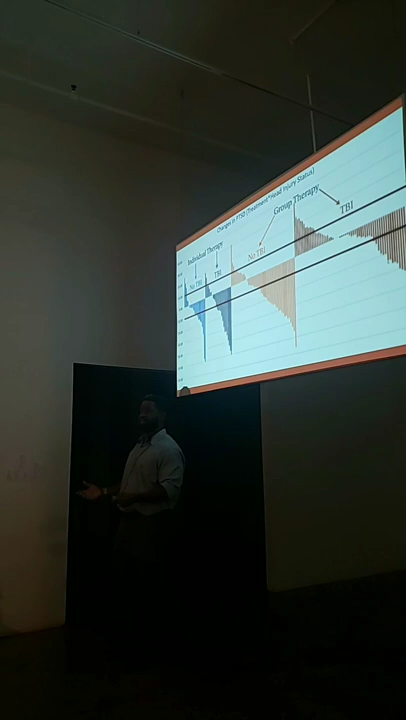 Changes in PTSD (Treatment*Head Injury Status)
Individual Therapy
Group Therapy
No TBI
TBI
No TBI
TBI